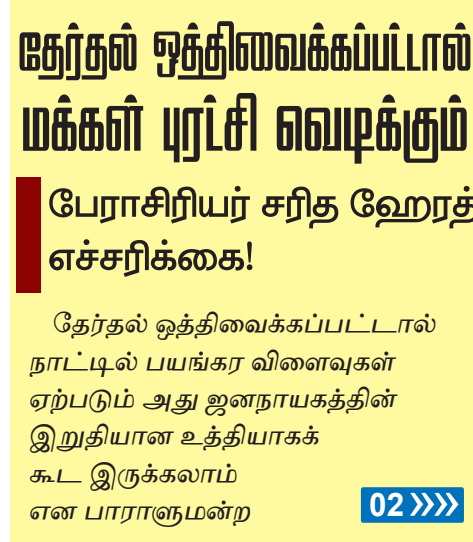 தேர்தல் ஒத்திவைக்கப்பட்டால்
மக்கள் புரட்சி வெடிக்கும்
பேராசிரியர் சரித ஹேரத்
எச்சரிக்கை!
தேர்தல் ஒத்திவைக்கப்பட்டால்
நாட்டில் பயங்கர விளைவுகள்
ஏற்படும் அது ஜனநாயகத்தின்
இறுதியான உத்தியாகக்
கூட இருக்கலாம்
என பாராளுமன்ற
02 »»